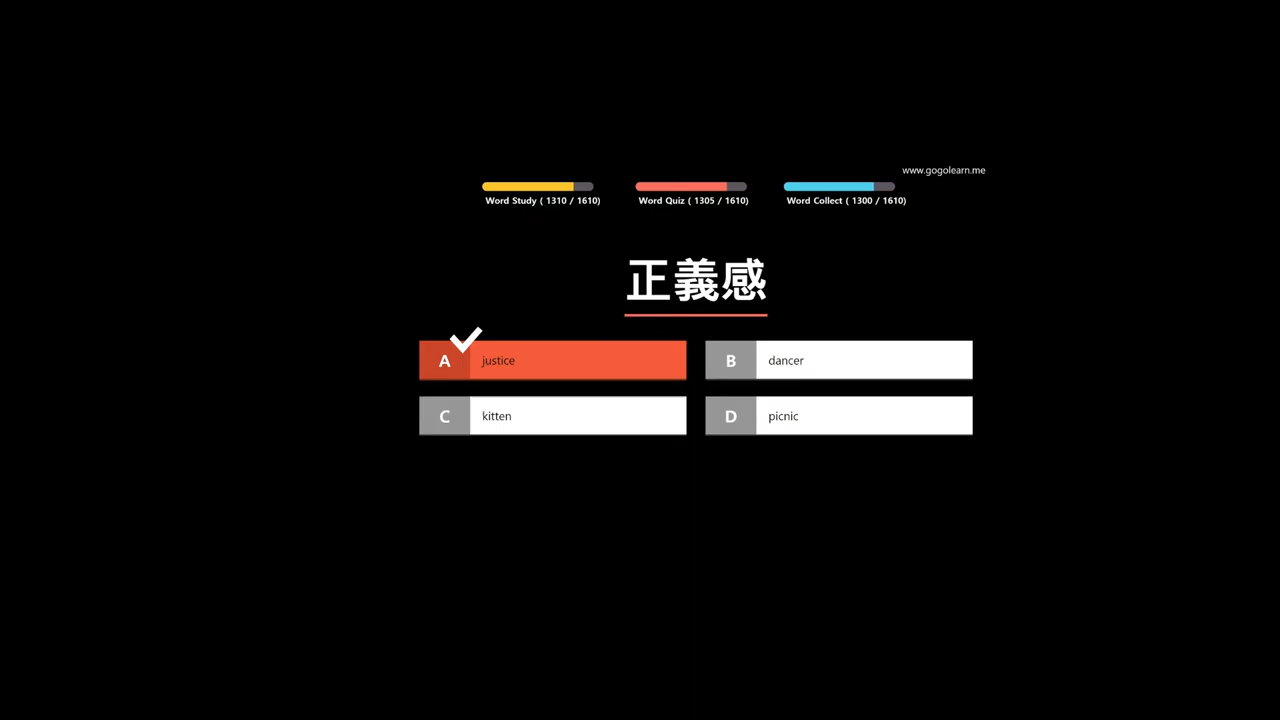 www.gogolearn.me
Word Study ( 1310 / 1610)
Word Quiz ( 1305 / 1610)
Word Collect ( 1300 / 1610)
正義感
A justice
B dancer
C kitten
D picnic